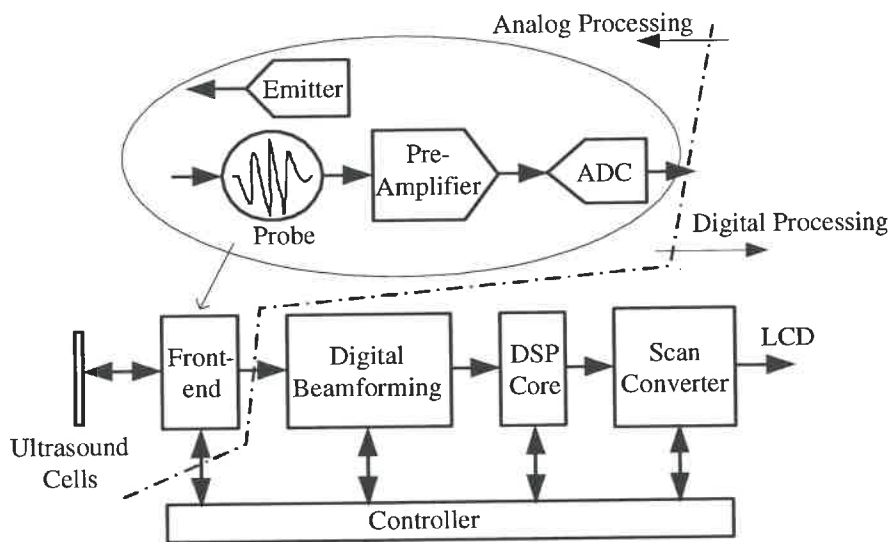 Analog Processing
Emitter
Pre-
Amplifier
ADC
Probe
Digital Processing
Front-
end
Digital
Beamforming
DSP
Core
Scan
Converter
LCD
Ultrasound
Cells
Controller